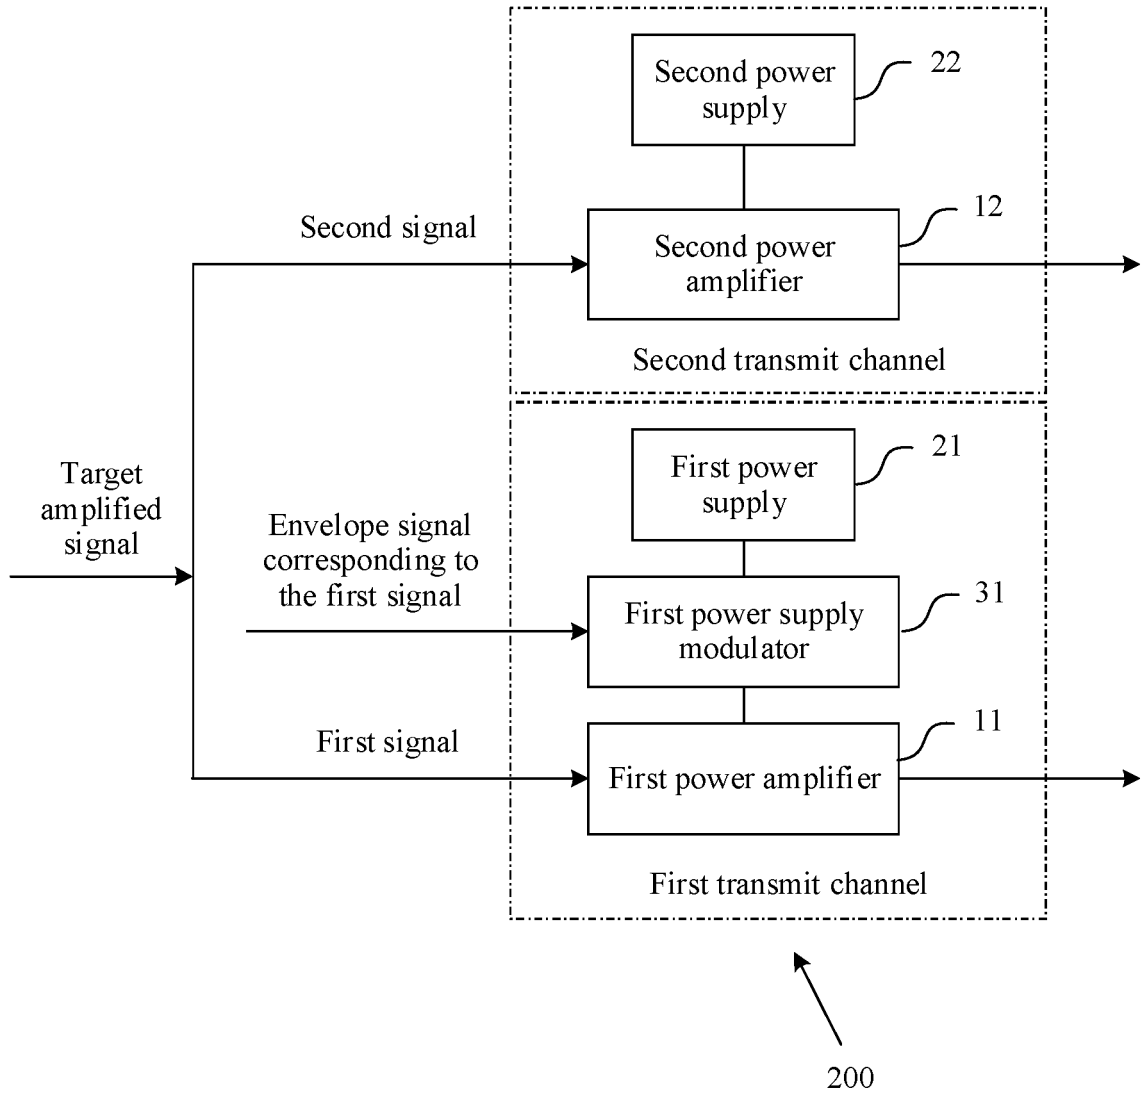 Second power
supply
22
12
Second signal
Second power
amplifier
Second transmit channel
21
First power
supply
Target
amplified
signal
Envelope signal
corresponding to
the first signal
31
First power supply
modulator
11
First signal
First power amplifier
First transmit channel
200